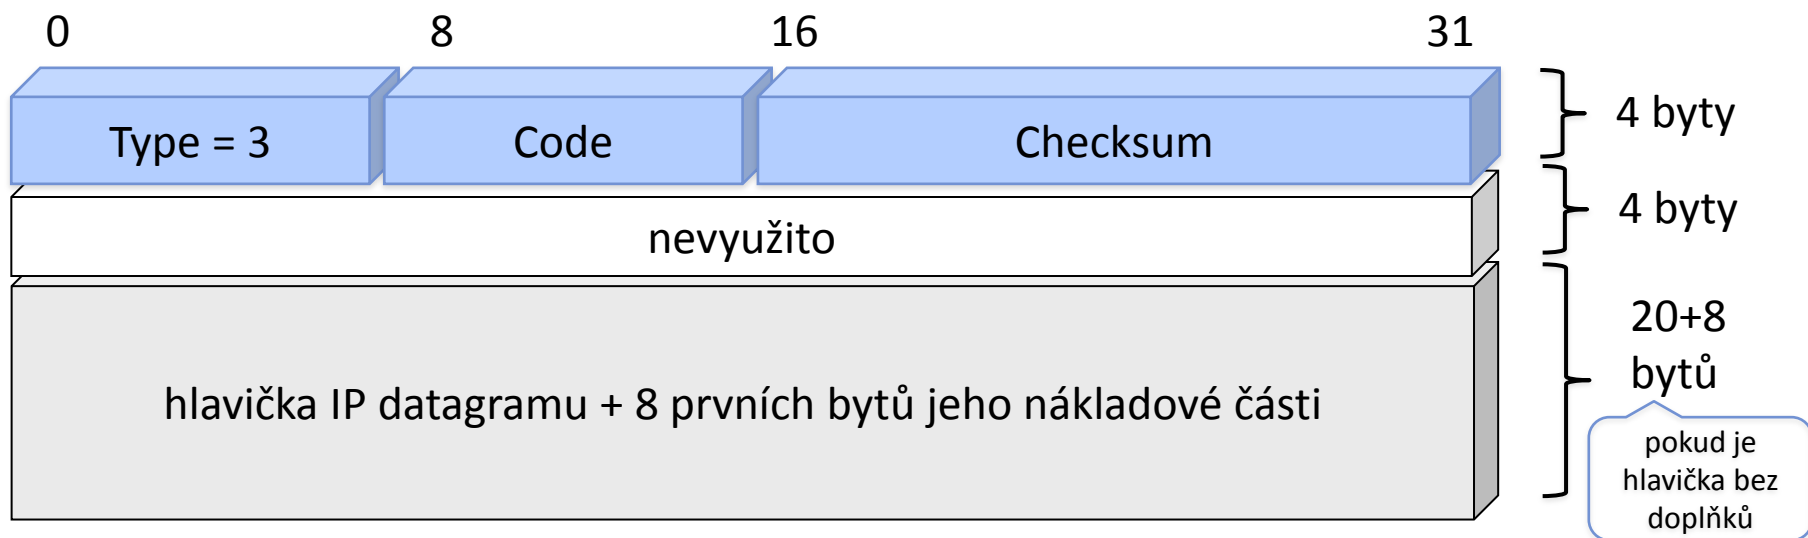 0 8 16 31
Type = 3 Code Checksum 4 byty
nevyužito 4 byty
hlavička IP datagramu + 8 prvních bytů jeho nákladové části
20+8
bytů
pokud je
hlavička bez
doplňků